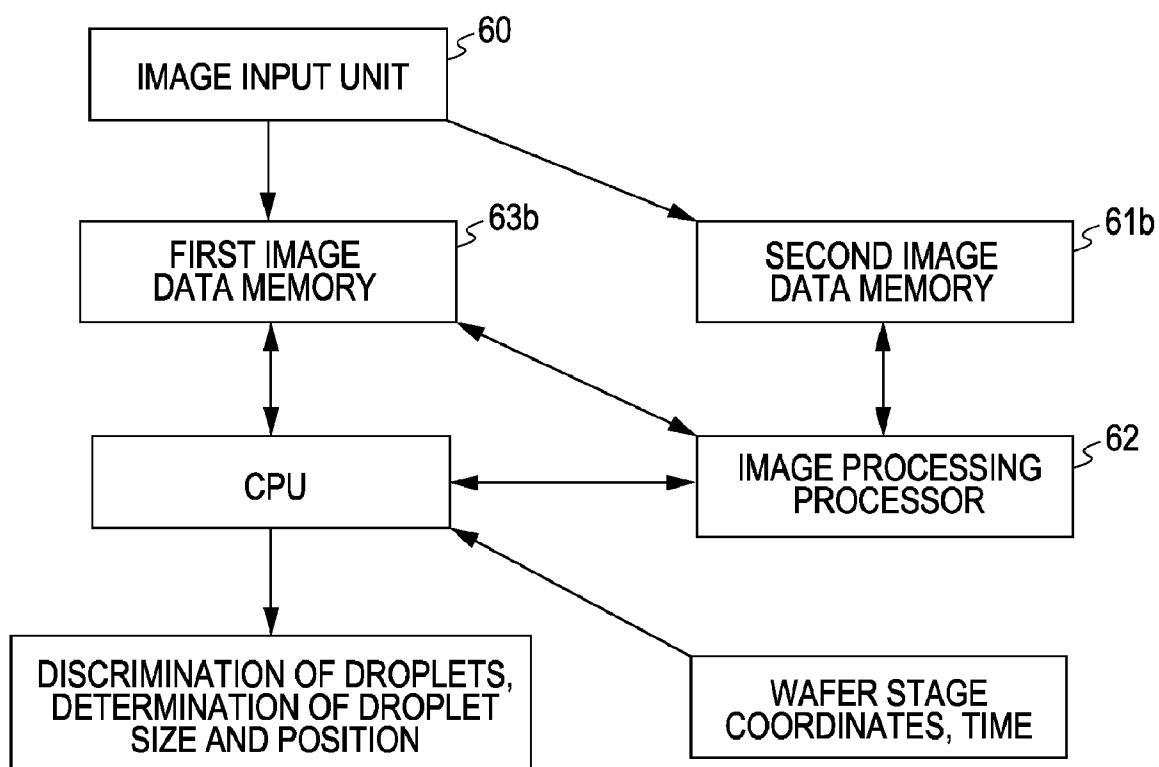 60
IMAGE INPUT UNIT
63b
FIRST IMAGE
DATA MEMORY
61b
SECOND IMAGE
DATA MEMORY
CPU
62
IMAGE PROCESSING
PROCESSOR
DISCRIMINATION OF DROPLETS,
DETERMINATION OF DROPLET
SIZE AND POSITION
WAFER STAGE
COORDINATES, TIME